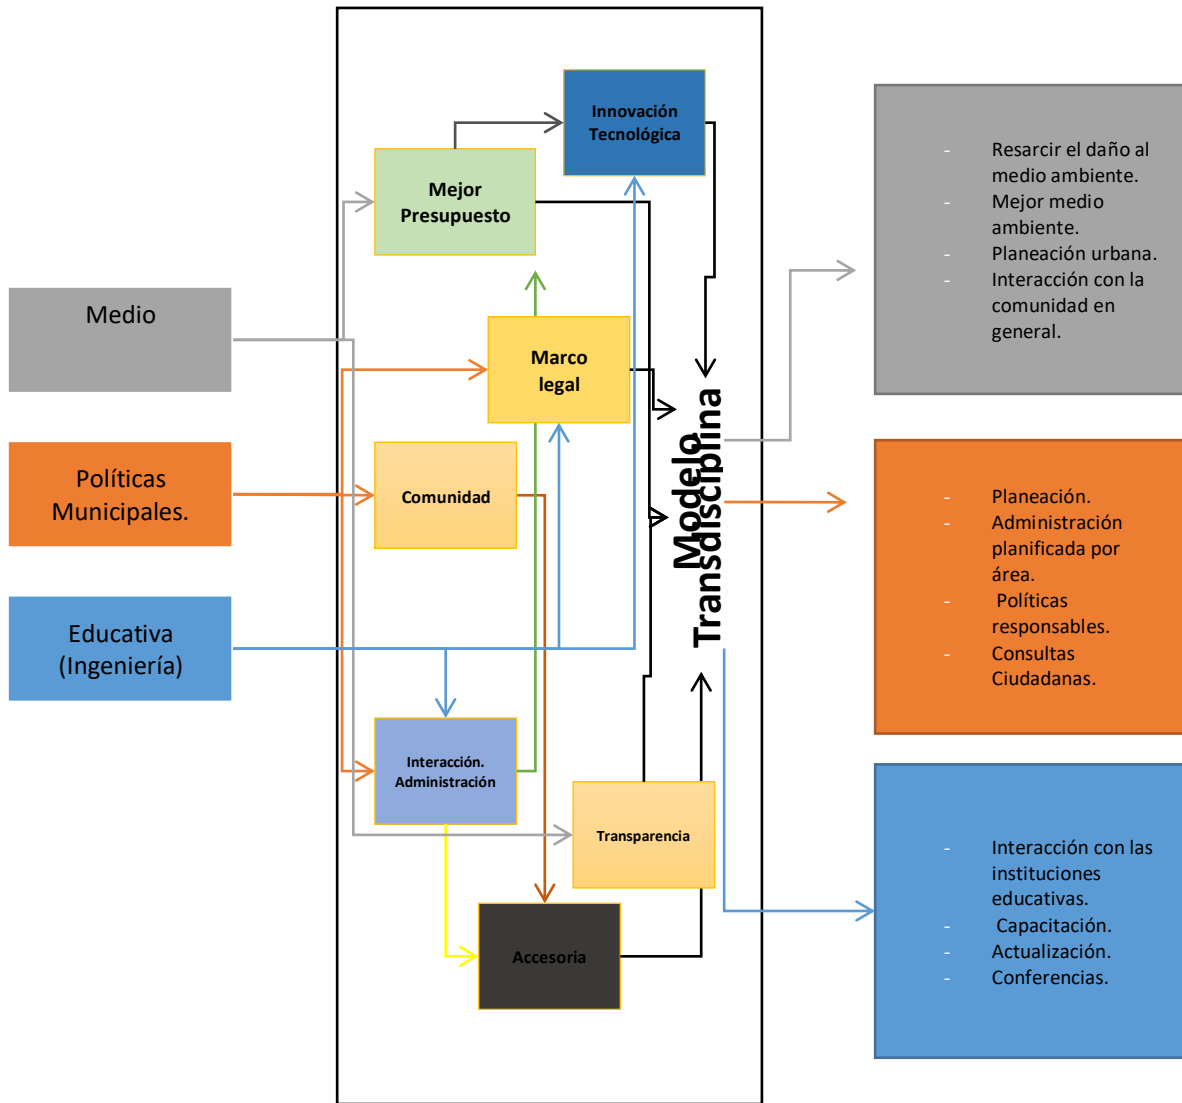 Medio
Políticas
Municipales.
Educativa
(Ingeniería)
Innovación
Tecnológica
Mejor
Presupuesto
Marco
legal
Comunidad
Interacción.
Administración
Transparencia
Accesoria
Modelo
Transdisciplina
- Resarcir el daño al
medio ambiente.
- Mejor medio
ambiente.
- Planeación urbana.
- Interacción con la
comunidad en
general.
- Planeación.
- Administración
planificada por
área.
- Políticas
responsables.
- Consultas
Ciudadanas.
- Interacción con las
instituciones
educativas.
- Capacitación.
- Actualización.
- Conferencias.